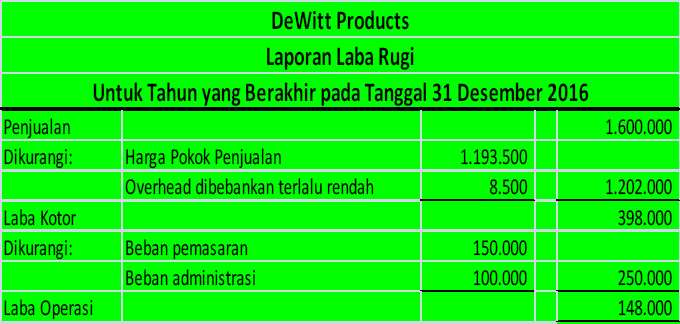 DeWitt Products
Laporan Laba Rugi
Untuk Tahun yang Berakhir pada Tanggal 31 Desember 2016
Penjualan 1.600.000
Dikurangi: Harga Pokok Penjualan 1.193.500
Overhead dibebankan terlalu rendah 8.500 1.202.000
Laba Kotor 398.000
Dikurangi: Beban pemasaran 150.000
Beban administrasi 100.000 250.000
Laba Operasi 148.000